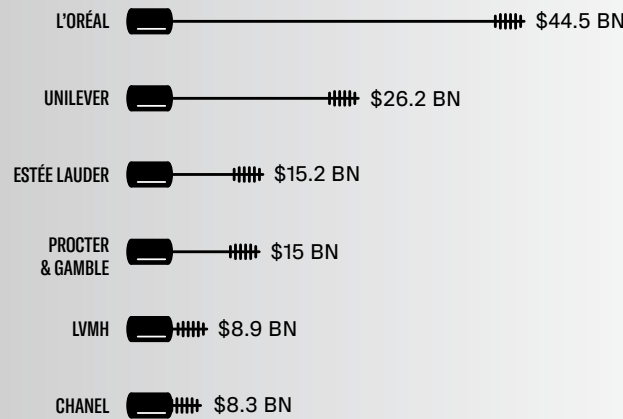 L'ORÉAL $44.5 BN
UNILEVER $26.2 BN
ESTÉE LAUDER $15.2 BN
PROCTER
& GAMBLE $15 BN
LVMH $8.9 BN
CHANEL $8.3 BN